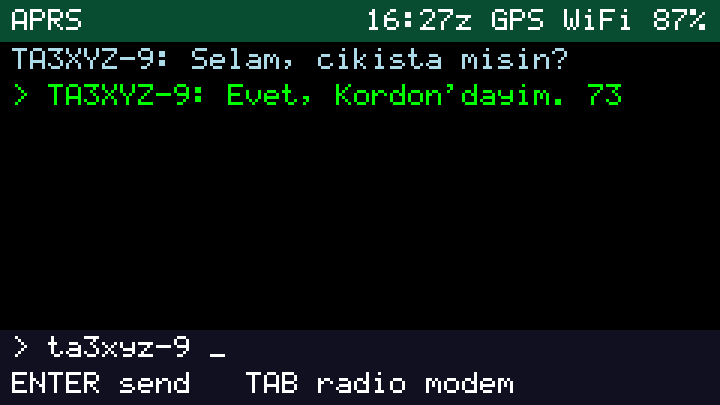 APRS 16:27z GPS WiFi 87%
TA3XYZ-9: Selam, cikista misin?
> TA3XYZ-9: Evet, Kordon'dayim. 73
> ta3xyz-9 _
ENTER send TAB radio modem